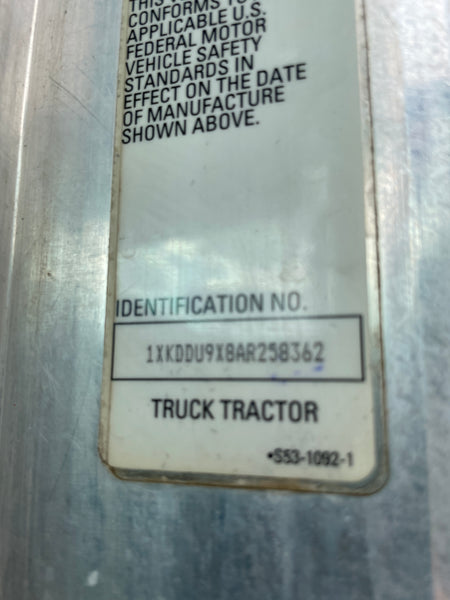 THIS
CONFORMS TO
APPLICABLE U.S.
FEDERAL MOTOR
VEHICLE SAFETY
STANDARDS IN
EFFECT ON THE DATE
OF MANUFACTURE
SHOWN ABOVE.
IDENTIFICATION NO.
1XKDDU9X8AR258362
TRUCK TRACTOR
•S53-1092-1